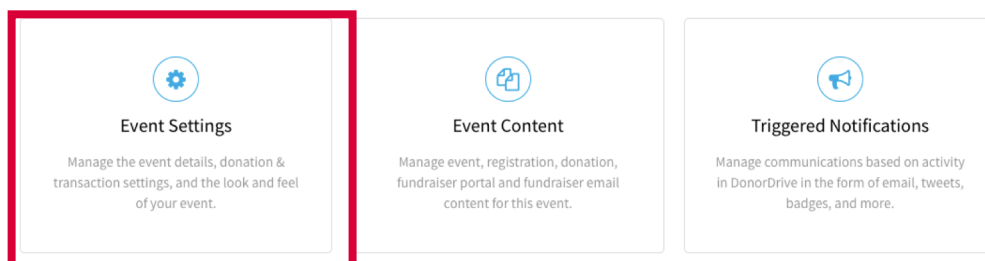 Event Settings
Manage the event details, donation &
transaction settings, and the look and feel
of your event.
Event Content
Manage event, registration, donation,
fundraiser portal and fundraiser email
content for this event.
Triggered Notifications
Manage communications based on activity
in DonorDrive in the form of email, tweets,
badges, and more.